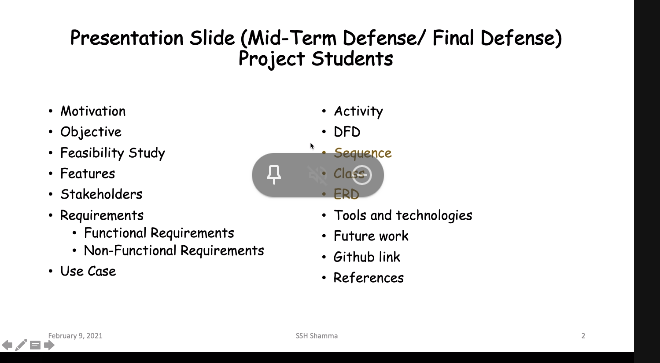 Presentation Slide (Mid-Term Defense/ Final Defense)
Project Students
• Motivation
• Objective
• Feasibility Study
• Features
• Stakeholders
• Requirements
• Functional Requirements
• Non-Functional Requirements
• Use Case
• Activity
• DFD
• Sequence
• Class
• ERD
• Tools and technologies
• Future work
• Github link
• References
February 9, 2021
SSH Shamma
2